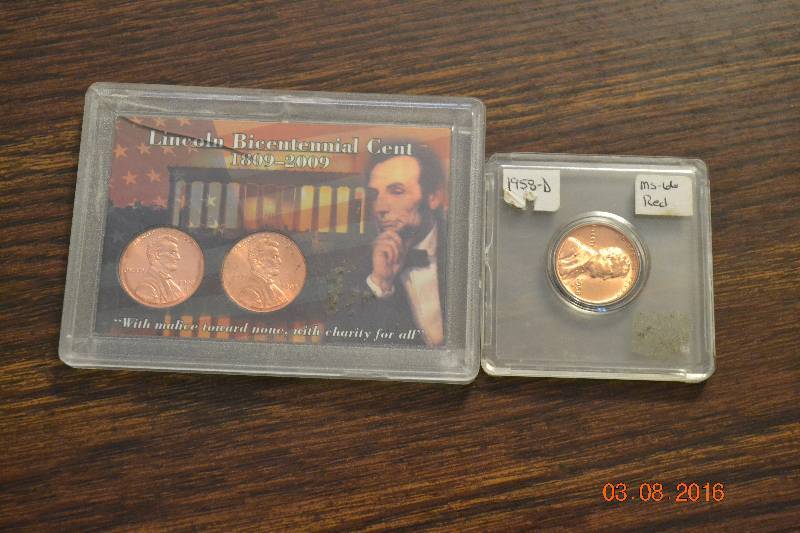 Lincoln Bicentennial Cent
1809-2009
"With malice toward none, with charity for all"
1958-D
MS-66
Red
LIBERTY
03.08 2016